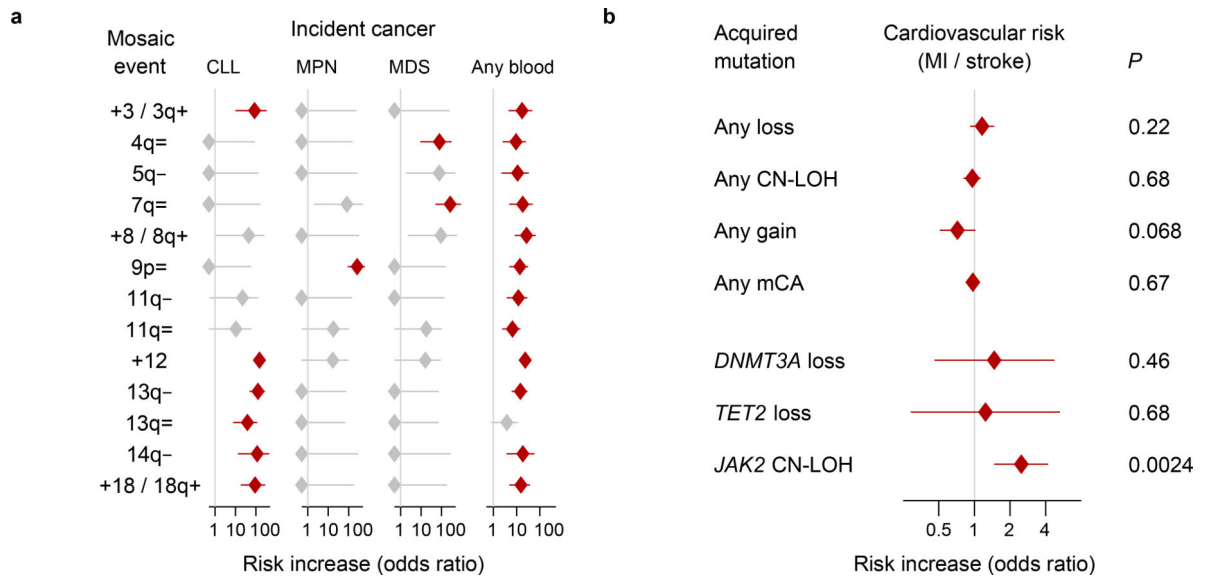 a
Mosaic
event
Incident cancer
CLL
MPN
MDS
Any blood
+3 / 3q+
4q=
5q−
7q=
+8 / 8q+
9p=
11q−
11q=
+12
13q−
13q=
14q−
+18 / 18q+
1 10 100
1 10 100
1 10 100
1 10 100
Risk increase (odds ratio)
b
Acquired
mutation
Cardiovascular risk
(MI / stroke)
P
Any loss
0.22
Any CN-LOH
0.68
Any gain
0.068
Any mCA
0.67
DNMT3A loss
0.46
TET2 loss
0.68
JAK2 CN-LOH
0.0024
0.5 1 2 4
Risk increase (odds ratio)